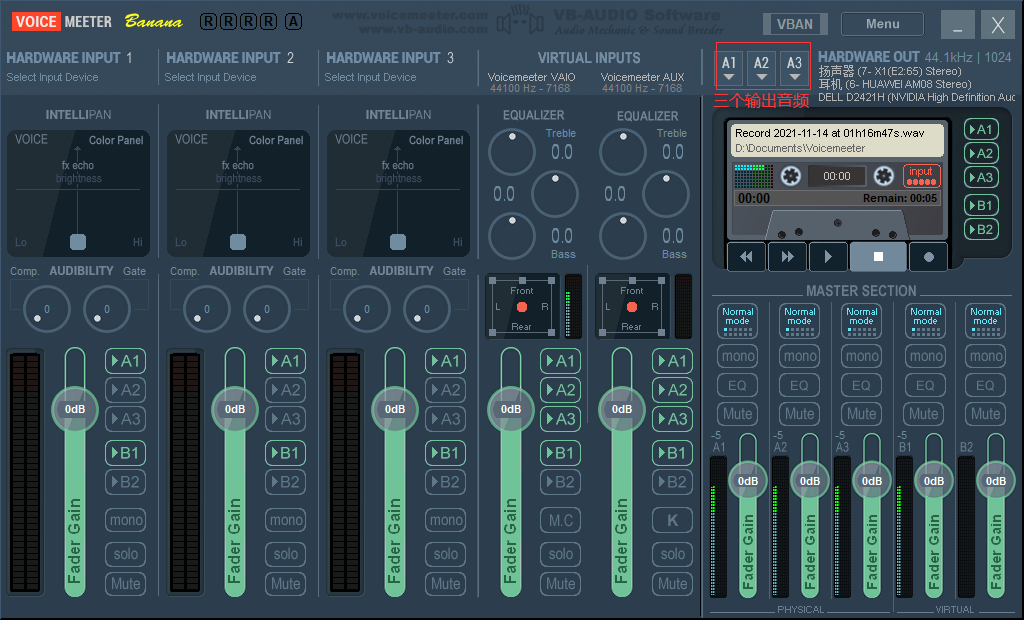 VOICE MEETER Banana R R R R A
www.voicemeeter.com
www.vb-audio.com
VB-AUDIO Software
Audio Mechanic & Sound Breeder
VBAN Menu _ X
HARDWARE INPUT 1
Select Input Device
HARDWARE INPUT 2
Select Input Device
HARDWARE INPUT 3
Select Input Device
VIRTUAL INPUTS
Voicemeeter VAIO
44100 Hz - 7168
Voicemeeter AUX
44100 Hz - 7168
A1 A2 A3
三个输出音频
HARDWARE OUT 44.1kHz | 1024
扬声器 (7- X1(E2:65) Stereo)
耳机 (6- HUAWEI AM08 Stereo)
DELL D2421H (NVIDIA High Definition Au
INTELLIPAN
VOICE Color Panel
fx echo
brightness
Lo Hi
INTELLIPAN
VOICE Color Panel
fx echo
brightness
Lo Hi
INTELLIPAN
VOICE Color Panel
fx echo
brightness
Lo Hi
EQUALIZER
Treble
0.0
0.0
0.0
Bass
EQUALIZER
Treble
0.0
0.0
0.0
Bass
Record 2021-11-14 at 01h16m47s.wav
D:\Documents\Voicemeeter
00:00
input
00:00 Remain: 00:05
A1
A2
A3
B1
B2
Comp. AUDIBILITY Gate
0 0
Comp. AUDIBILITY Gate
0 0
Comp. AUDIBILITY Gate
0 0
Front
L R
Rear
Front
L R
Rear
0dB
Fader Gain
A1
A2
A3
B1
B2
mono
solo
Mute
0dB
Fader Gain
A1
A2
A3
B1
B2
mono
solo
Mute
0dB
Fader Gain
A1
A2
A3
B1
B2
mono
solo
Mute
0dB
Fader Gain
A1
A2
A3
B1
B2
M.C
solo
Mute
0dB
Fader Gain
A1
A2
A3
B1
B2
K
solo
Mute
MASTER SECTION
Normal mode
mono
EQ
Mute
-5
A1
0dB
Fader Gain
Normal mode
mono
EQ
Mute
-5
A2
0dB
Fader Gain
Normal mode
mono
EQ
Mute
-5
A3
0dB
Fader Gain
Normal mode
mono
EQ
Mute
-5
B1
0dB
Fader Gain
Normal mode
mono
EQ
Mute
B2
0dB
Fader Gain
PHYSICAL VIRTUAL